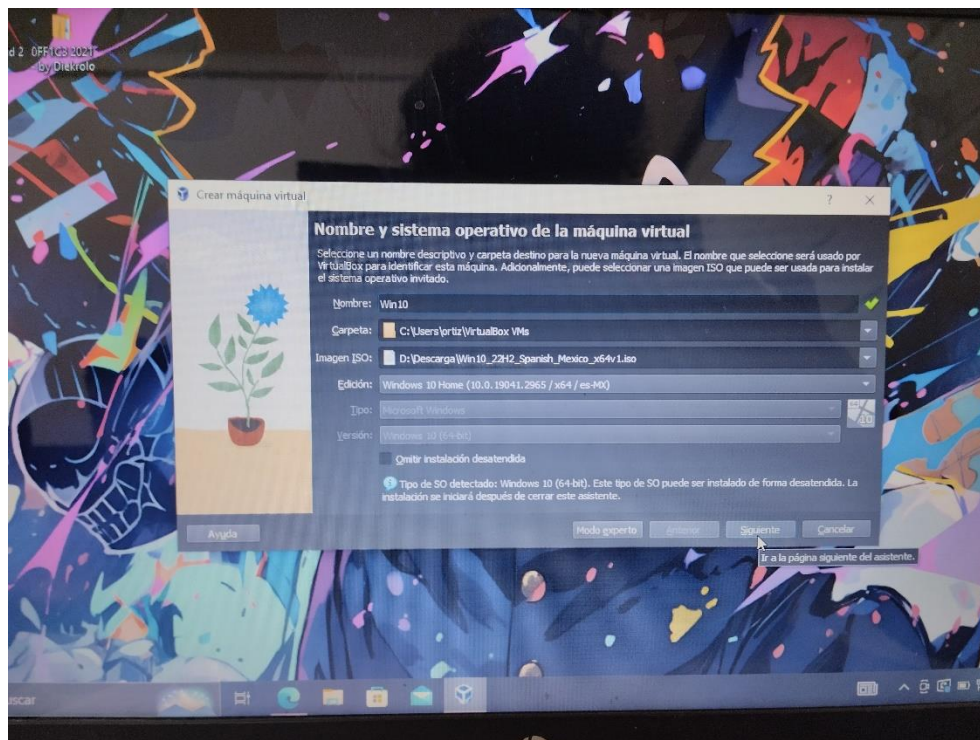 d 2 0FF1C3 2021
by Diekrolo
Crear máquina virtual
Nombre y sistema operativo de la máquina virtual
Seleccione un nombre descriptivo y carpeta destino para la nueva máquina virtual. El nombre que seleccione será usado por
VirtualBox para identificar esta máquina. Adicionalmente, puede seleccionar una imagen ISO que puede ser usada para instalar
el sistema operativo invitado.
Nombre: Win10
Carpeta: C:\Users\ortiz\VirtualBox VMs
Imagen ISO: D:\Descarga\Win10_22H2_Spanish_Mexico_x64v1.iso
Edición: Windows 10 Home (10.0.19041.2965 / x64 / es-MX)
Tipo: Microsoft Windows
Versión: Windows 10 (64-bit)
Omitir instalación desatendida
Tipo de SO detectado: Windows 10 (64-bit). Este tipo de SO puede ser instalado de forma desatendida. La
instalación se iniciará después de cerrar este asistente.
Ayuda Modo experto Anterior Siguiente Cancelar
Ir a la página siguiente del asistente.
uscar